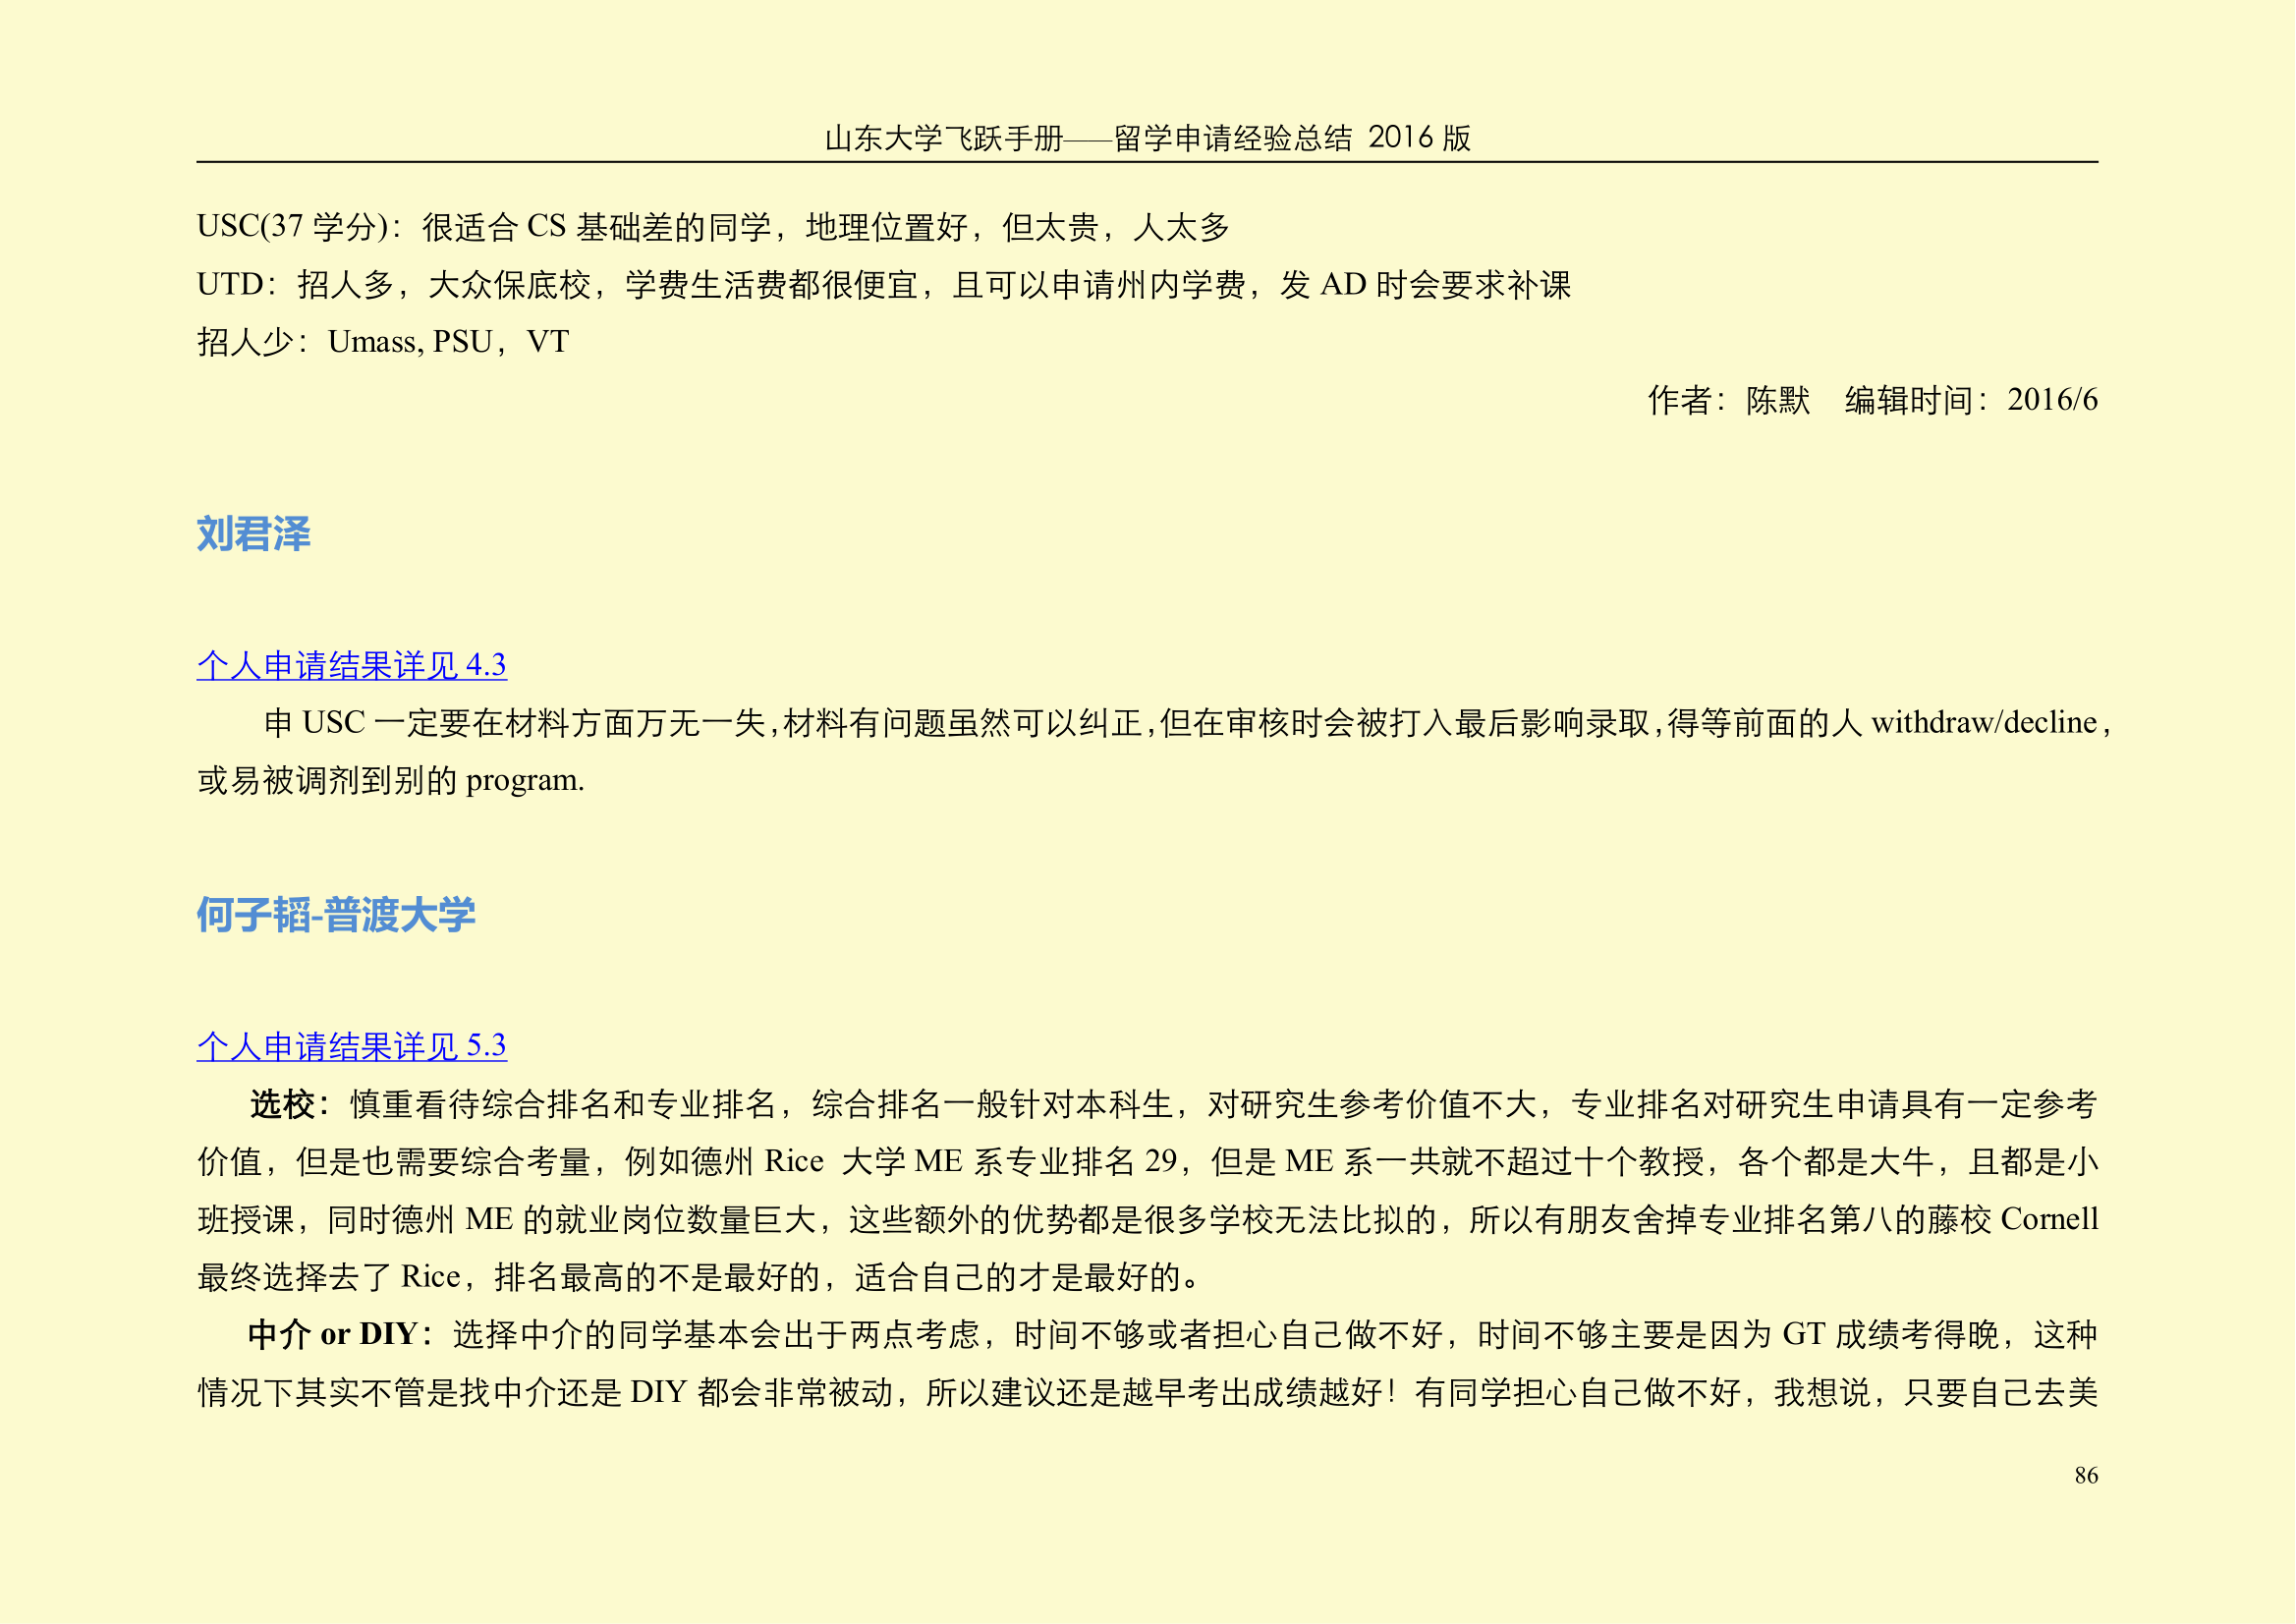 山东大学飞跃手册——留学申请经验总结 2016 版
USC(37 学分)：很适合 CS 基础差的同学，地理位置好，但太贵，人太多
UTD：招人多，大众保底校，学费生活费都很便宜，且可以申请州内学费，发 AD 时会要求补课
招人少：Umass, PSU，VT
作者：陈默　编辑时间：2016/6
刘君泽
个人申请结果详见 4.3
申 USC 一定要在材料方面万无一失,材料有问题虽然可以纠正,但在审核时会被打入最后影响录取,得等前面的人 withdraw/decline，
或易被调剂到别的 program.
何子韬-普渡大学
个人申请结果详见 5.3
选校：慎重看待综合排名和专业排名，综合排名一般针对本科生，对研究生参考价值不大，专业排名对研究生申请具有一定参考
价值，但是也需要综合考量，例如德州 Rice 大学 ME 系专业排名 29，但是 ME 系一共就不超过十个教授，各个都是大牛，且都是小
班授课，同时德州 ME 的就业岗位数量巨大，这些额外的优势都是很多学校无法比拟的，所以有朋友舍掉专业排名第八的藤校 Cornell
最终选择去了 Rice，排名最高的不是最好的，适合自己的才是最好的。
中介 or DIY：选择中介的同学基本会出于两点考虑，时间不够或者担心自己做不好，时间不够主要是因为 GT 成绩考得晚，这种
情况下其实不管是找中介还是 DIY 都会非常被动，所以建议还是越早考出成绩越好！有同学担心自己做不好，我想说，只要自己去美
86